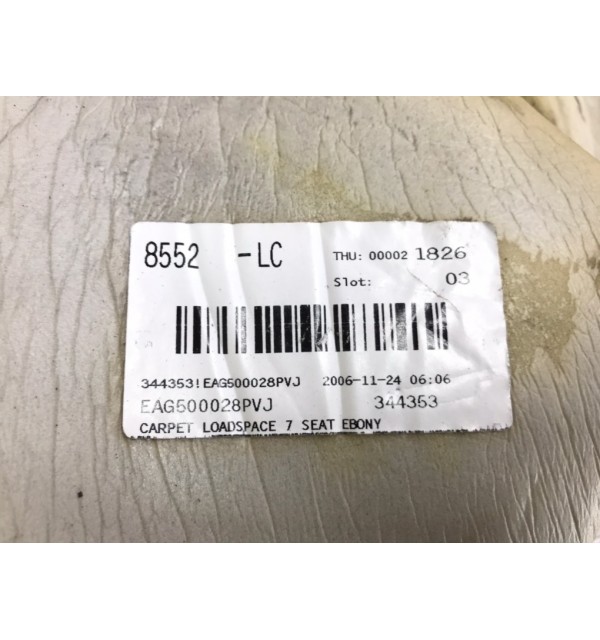 8552 -LC THU: 00002 1826
Slot: 03
344353!EAG500028PVJ 2006-11-24 06:06
EAG500028PVJ 344353
CARPET LOADSPACE 7 SEAT EBONY